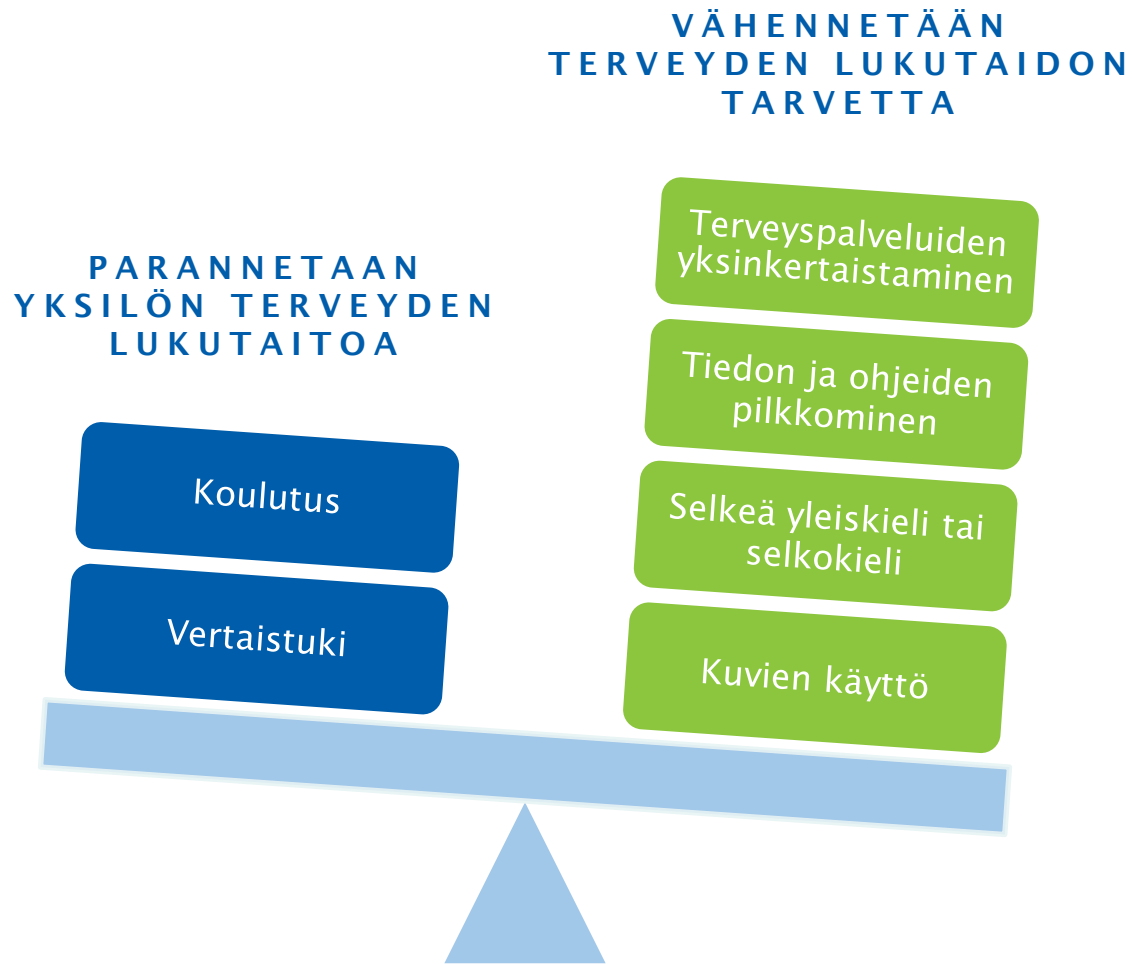 VÄHENNETÄÄN
TERVEYDEN LUKUTAIDON
TARVETTA
Terveyspalveluiden
yksinkertaistaminen
Tiedon ja ohjeiden
pilkkominen
Selkeä yleiskieli tai
selkokieli
Kuvien käyttö
PARANNETAAN
YKSILÖN TERVEYDEN
LUKUTAITOA
Koulutus
Vertaistuki